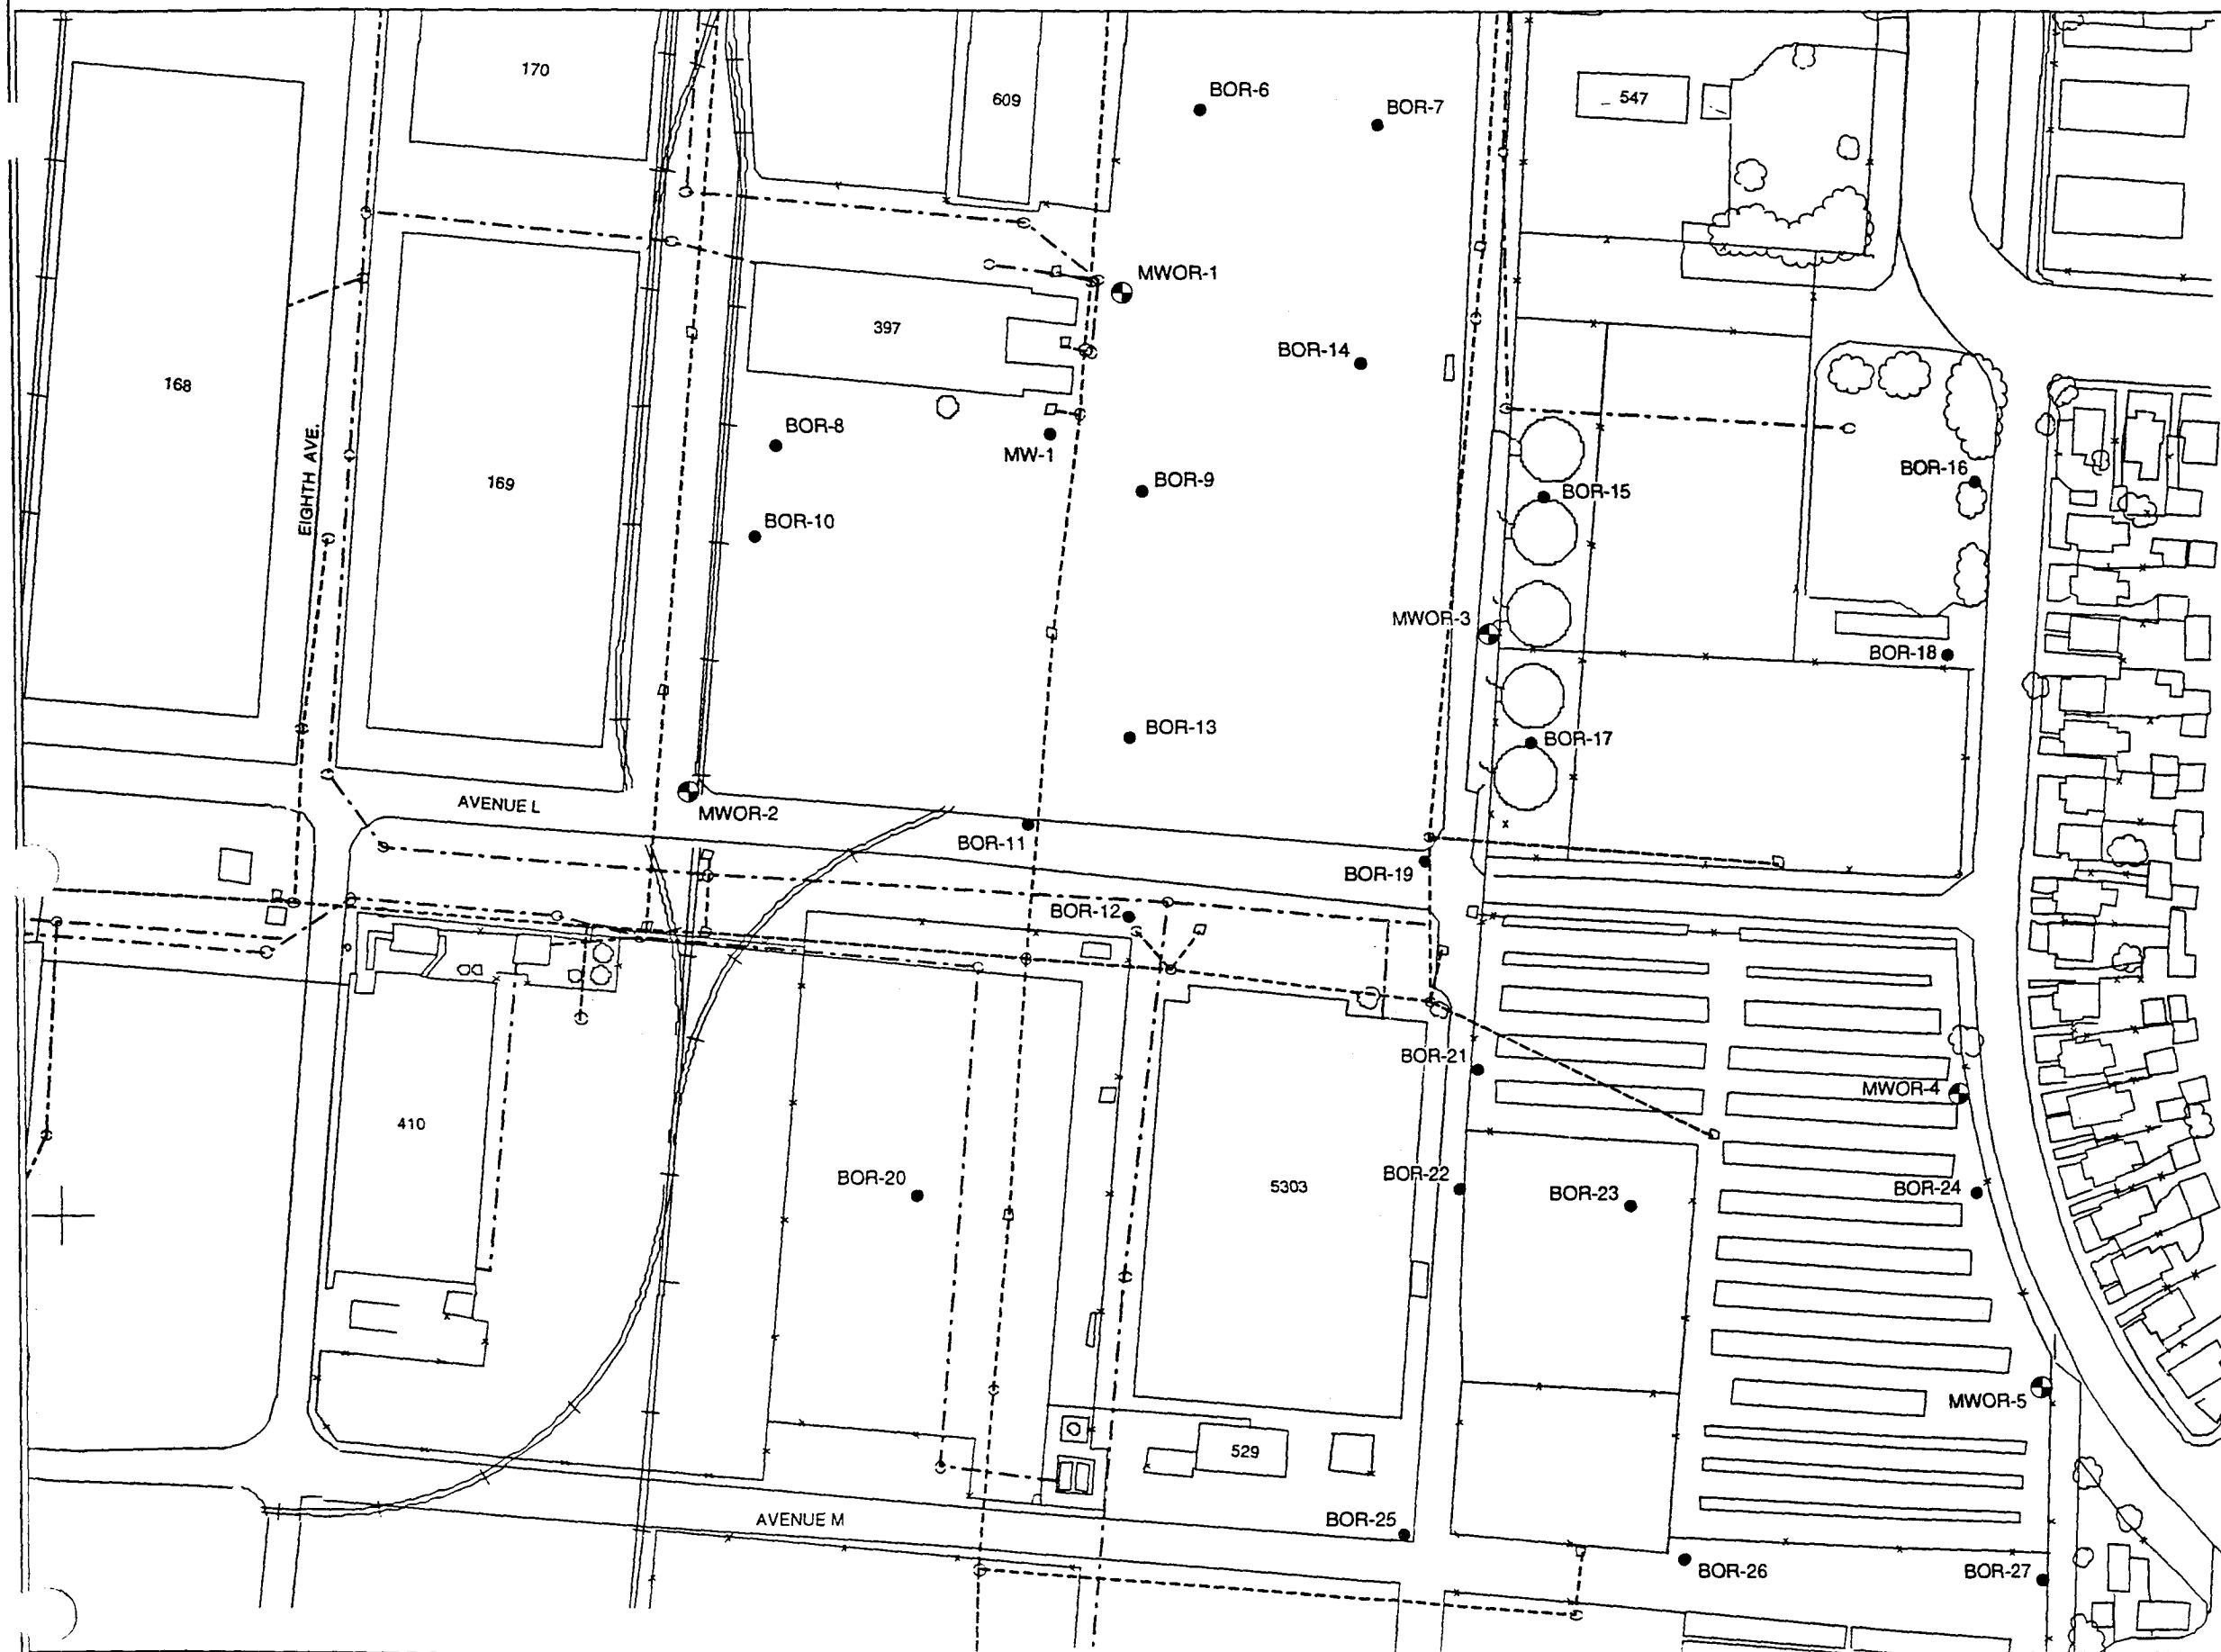 170
609
BOR-6
BOR-7
547
MWOR-1
397
BOR-14
168
EIGHTH AVE.
169
BOR-8
MW-1
BOR-9
BOR-10
BOR-15
BOR-16
MWOR-3
BOR-18
BOR-13
BOR-17
AVENUE L
MWOR-2
BOR-11
BOR-19
BOR-12
BOR-21
MWOR-4
410
BOR-20
5303
BOR-22
BOR-23
BOR-24
MWOR-5
529
AVENUE M
BOR-25
BOR-26
BOR-27